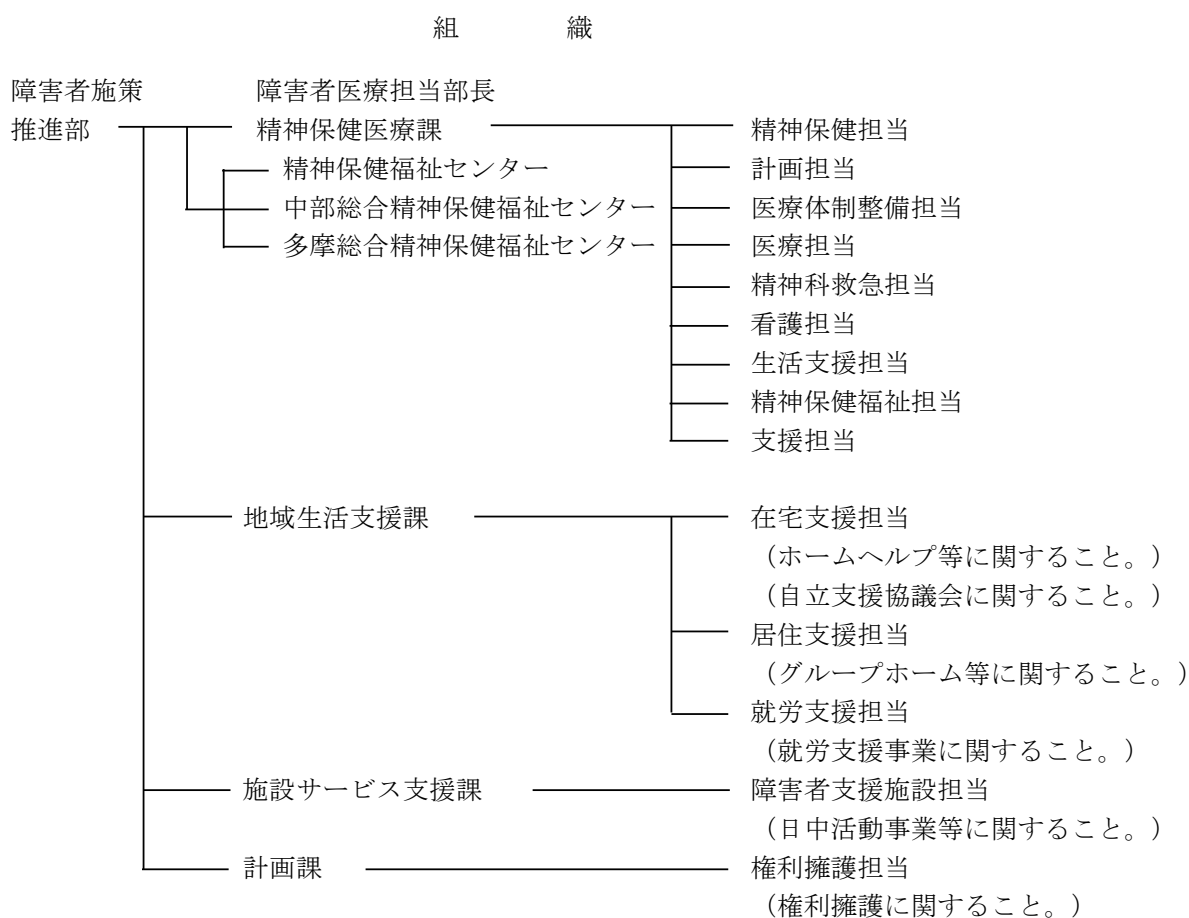 組 織
障害者施策 障害者医療担当部長
推進部 精神保健医療課 精神保健担当
精神保健福祉センター 計画担当
中部総合精神保健福祉センター 医療体制整備担当
多摩総合精神保健福祉センター 医療担当
精神科救急担当
看護担当
生活支援担当
精神保健福祉担当
支援担当
地域生活支援課 在宅支援担当
（ホームヘルプ等に関すること。）
（自立支援協議会に関すること。）
居住支援担当
（グループホーム等に関すること。）
就労支援担当
（就労支援事業に関すること。）
施設サービス支援課 障害者支援施設担当
（日中活動事業等に関すること。）
計画課 権利擁護担当
（権利擁護に関すること。）